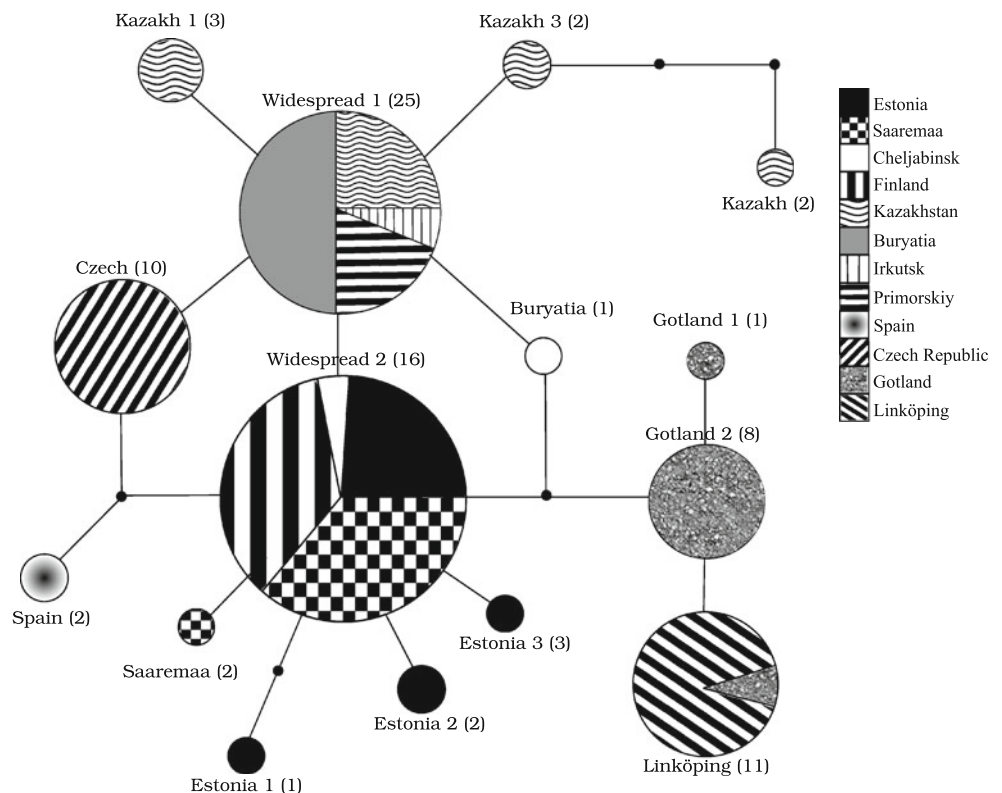 Kazakh 1 (3)
Kazakh 3 (2)
Widespread 1 (25)
Kazakh (2)
Czech (10)
Buryatia (1)
Gotland 1 (1)
Widespread 2 (16)
Gotland 2 (8)
Spain (2)
Saaremaa (2)
Estonia 3 (3)
Estonia 2 (2)
Estonia 1 (1)
Linköping (11)
Estonia
Saaremaa
Cheljabinsk
Finland
Kazakhstan
Buryatia
Irkutsk
Primorskiy
Spain
Czech Republic
Gotland
Linköping